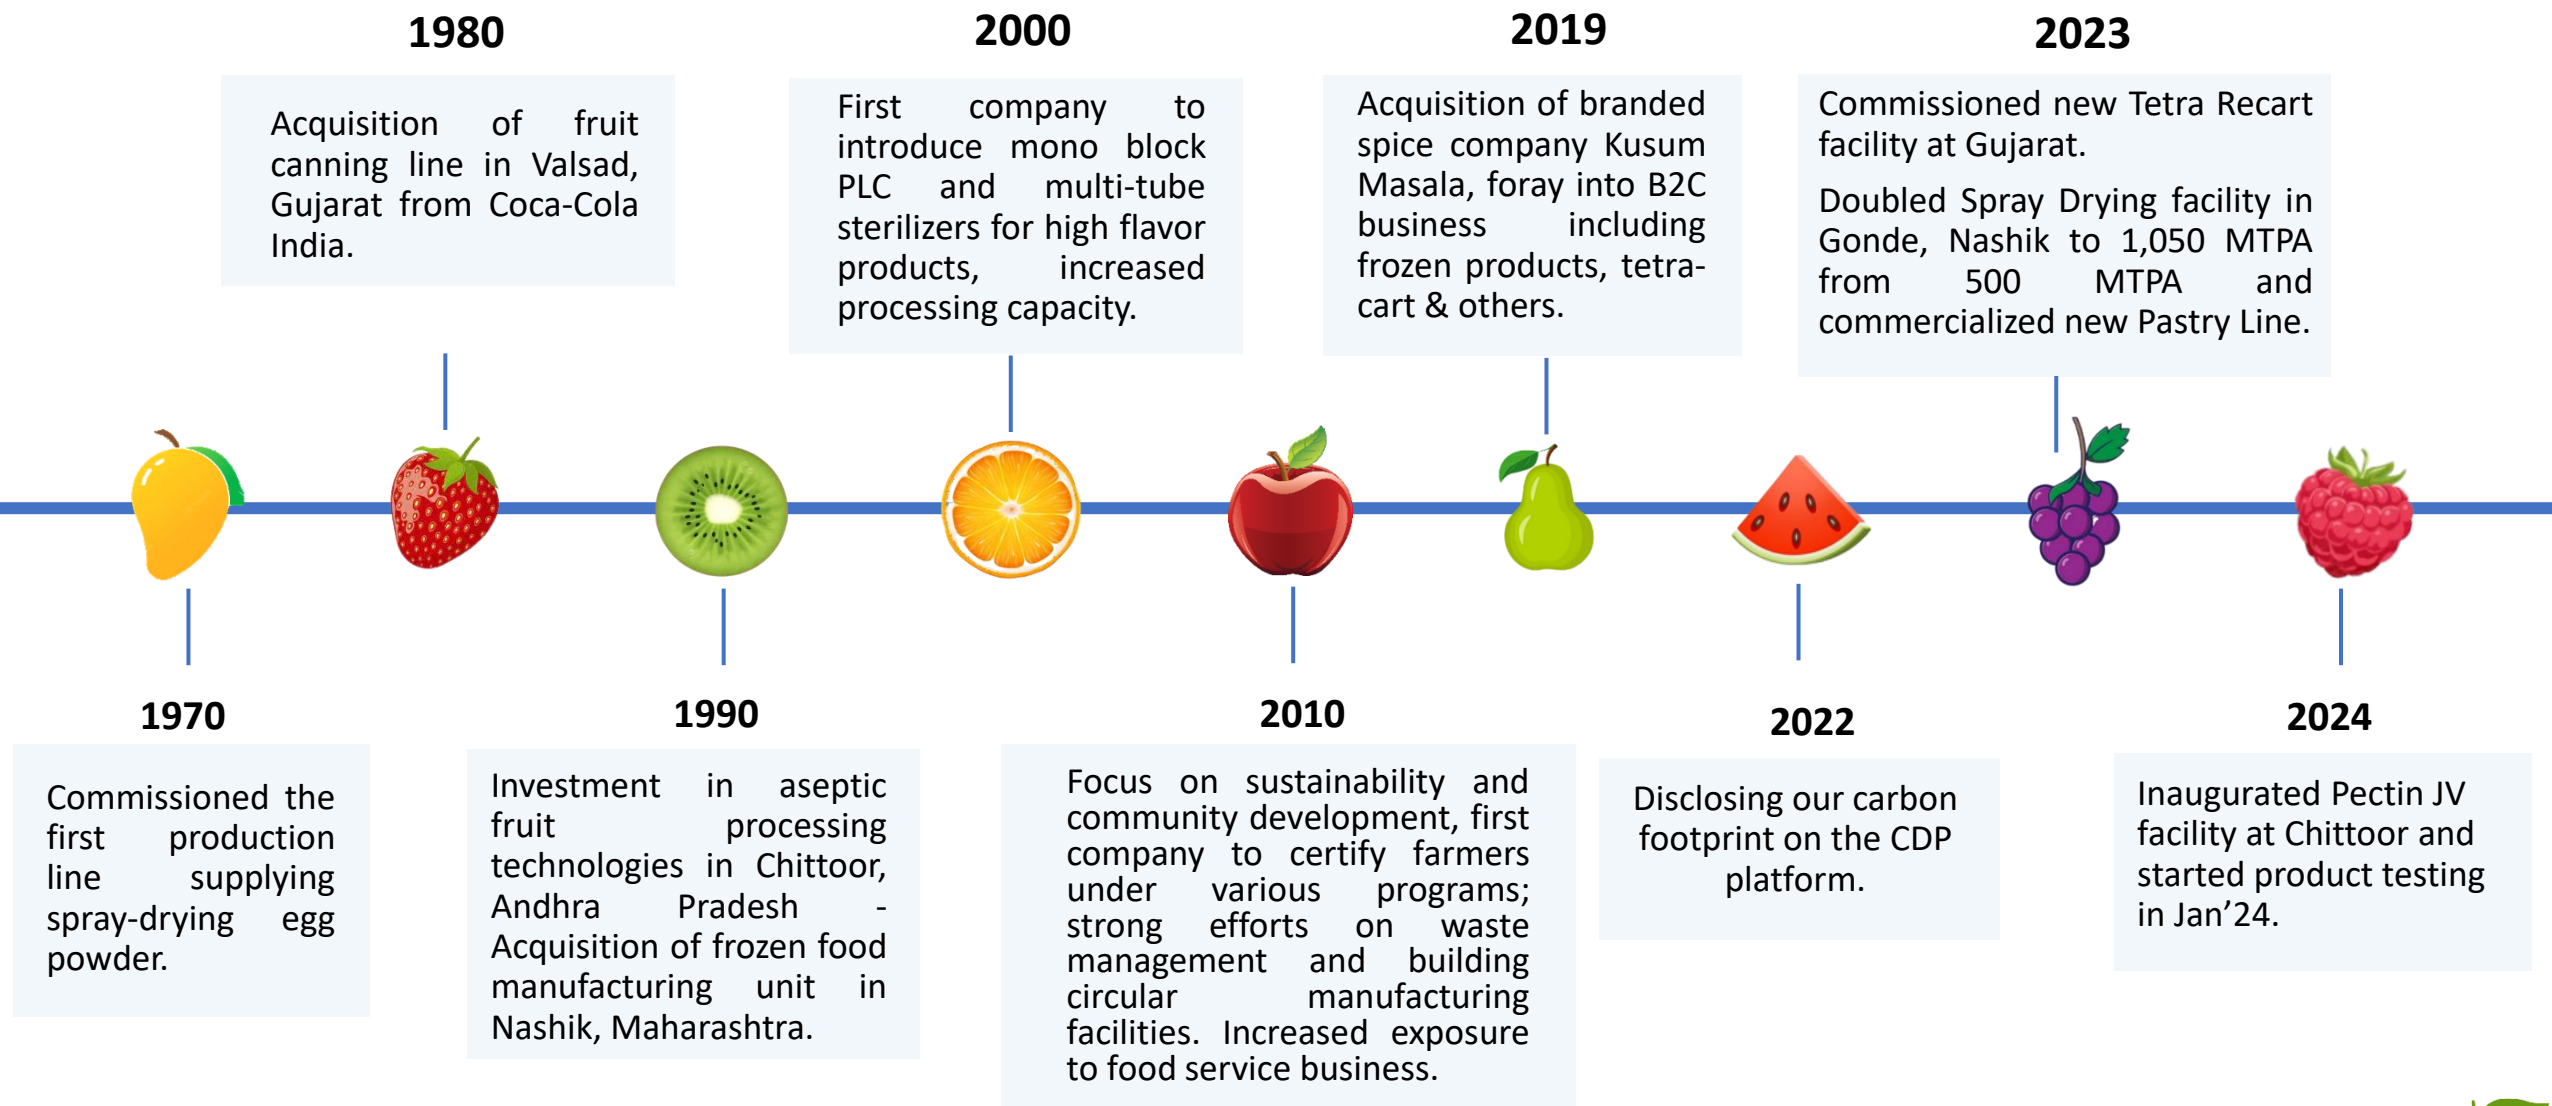 1980
Acquisition of fruit
canning line in Valsad,
Gujarat from Coca-Cola
India.
2000
First company to
introduce mono block
PLC and multi-tube
sterilizers for high flavor
products, increased
processing capacity.
2019
Acquisition of branded
spice company Kusum
Masala, foray into B2C
business including
frozen products, tetra-
cart & others.
2023
Commissioned new Tetra Recart
facility at Gujarat.
Doubled Spray Drying facility in
Gonde, Nashik to 1,050 MTPA
from 500 MTPA and
commercialized new Pastry Line.
1970
Commissioned the
first production
line supplying
spray-drying egg
powder.
1990
Investment in aseptic
fruit processing
technologies in Chittoor,
Andhra Pradesh -
Acquisition of frozen food
manufacturing unit in
Nashik, Maharashtra.
2010
Focus on sustainability and
community development, first
company to certify farmers
under various programs;
strong efforts on waste
management and building
circular manufacturing
facilities. Increased exposure
to food service business.
2022
Disclosing our carbon
footprint on the CDP
platform.
2024
Inaugurated Pectin JV
facility at Chittoor and
started product testing
in Jan’24.